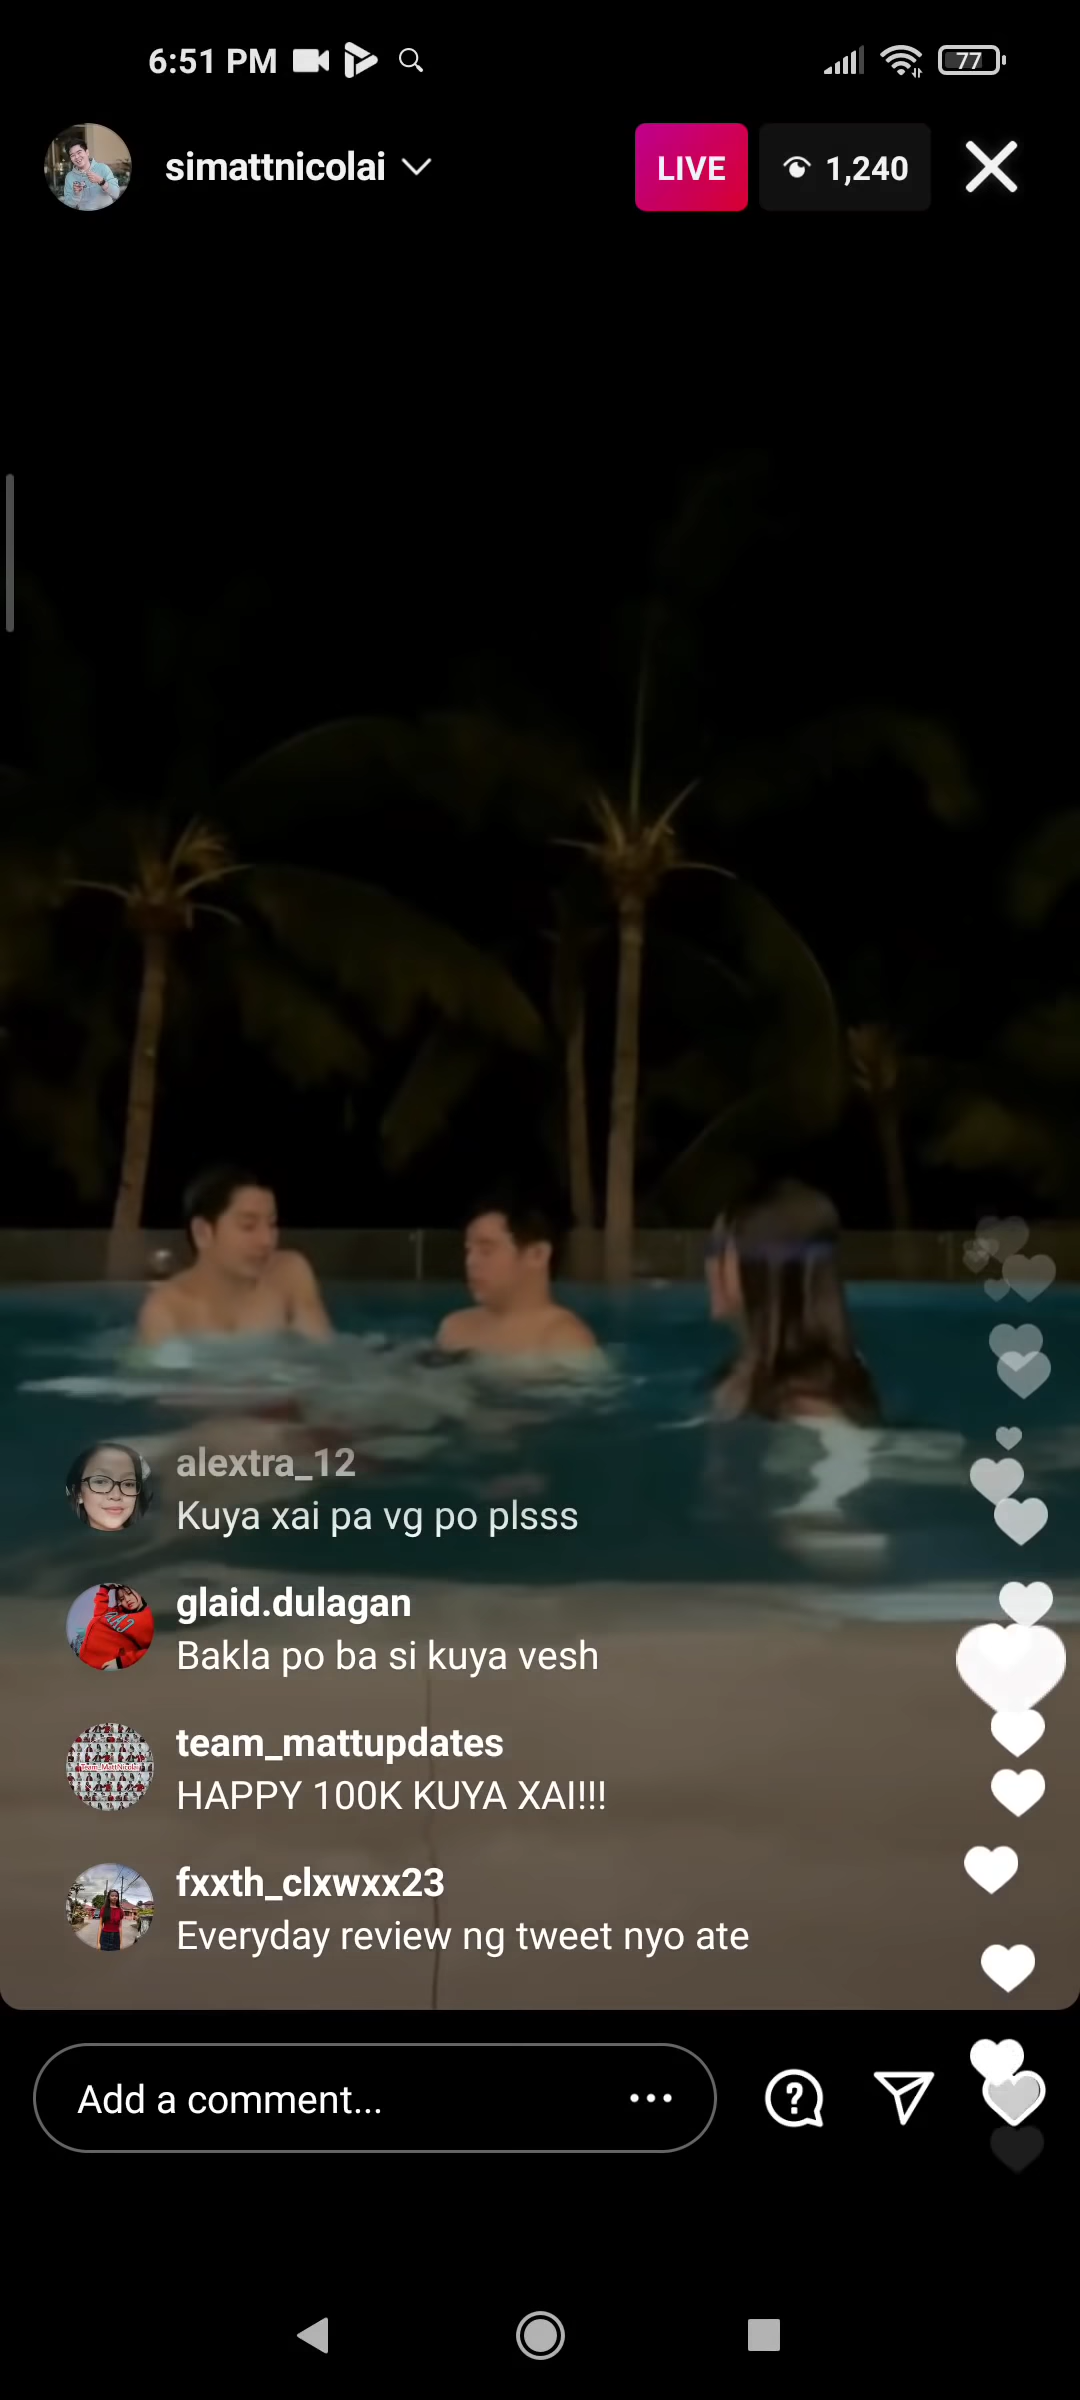 6:51 PM
77
simattnicolai
LIVE
1,240
alextra_12
Kuya xai pa vg po plsss
glaid.dulagan
Bakla po ba si kuya vesh
team_mattupdates
HAPPY 100K KUYA XAI!!!
fxxth_clxwxx23
Everyday review ng tweet nyo ate
Add a comment...